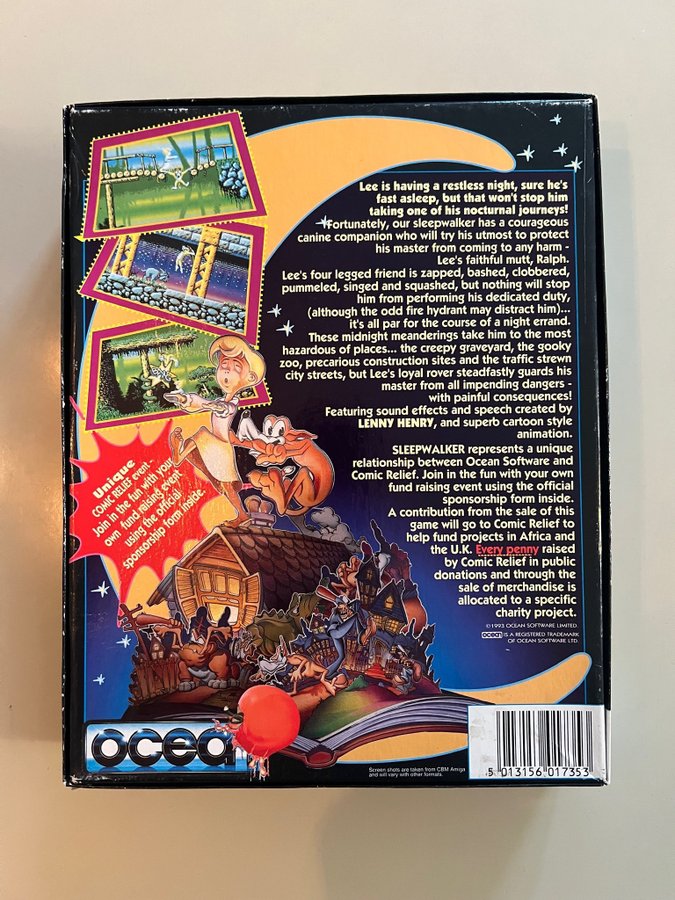 Lee is having a restless night, sure he's
fast asleep, but that won't stop him
taking one of his nocturnal journeys!
Fortunately, our sleepwalker has a courageous
canine companion who will try his utmost to protect
his master from coming to any harm -
Lee's faithful mutt, Ralph.
Lee's four legged friend is zapped, bashed, clobbered,
pummeled, singed and squashed, but nothing will stop
him from performing his dedicated duty,
(although the odd fire hydrant may distract him)...
it's all par for the course of a night errand.
These midnight meanderings take him to the most
hazardous of places... the creepy graveyard, the gooky
zoo, precarious construction sites and the traffic strewn
city streets, but Lee's loyal rover steadfastly guards his
master from all impending dangers -
with painful consequences!
Featuring sound effects and speech created by
LENNY HENRY, and superb cartoon style
animation.
SLEEPWALKER represents a unique
relationship between Ocean Software and
Comic Relief. Join in the fun with your own
fund raising event using the official
sponsorship form inside.
A contribution from the sale of this
game will go to Comic Relief to
help fund projects in Africa and
the U.K. Every penny raised
by Comic Relief in public
donations and through the
sale of merchandise is
allocated to a specific
charity project.
©1993 OCEAN SOFTWARE LIMITED.
ocean IS A REGISTERED TRADEMARK
OF OCEAN SOFTWARE LTD.
Unique
COMIC RELIEF event -
Join in the fun with your
own fund raising event
using the official
sponsorship form inside.
ocea
Screen shots are taken from CBM Amiga
and will vary with other formats.
5 013156 017353